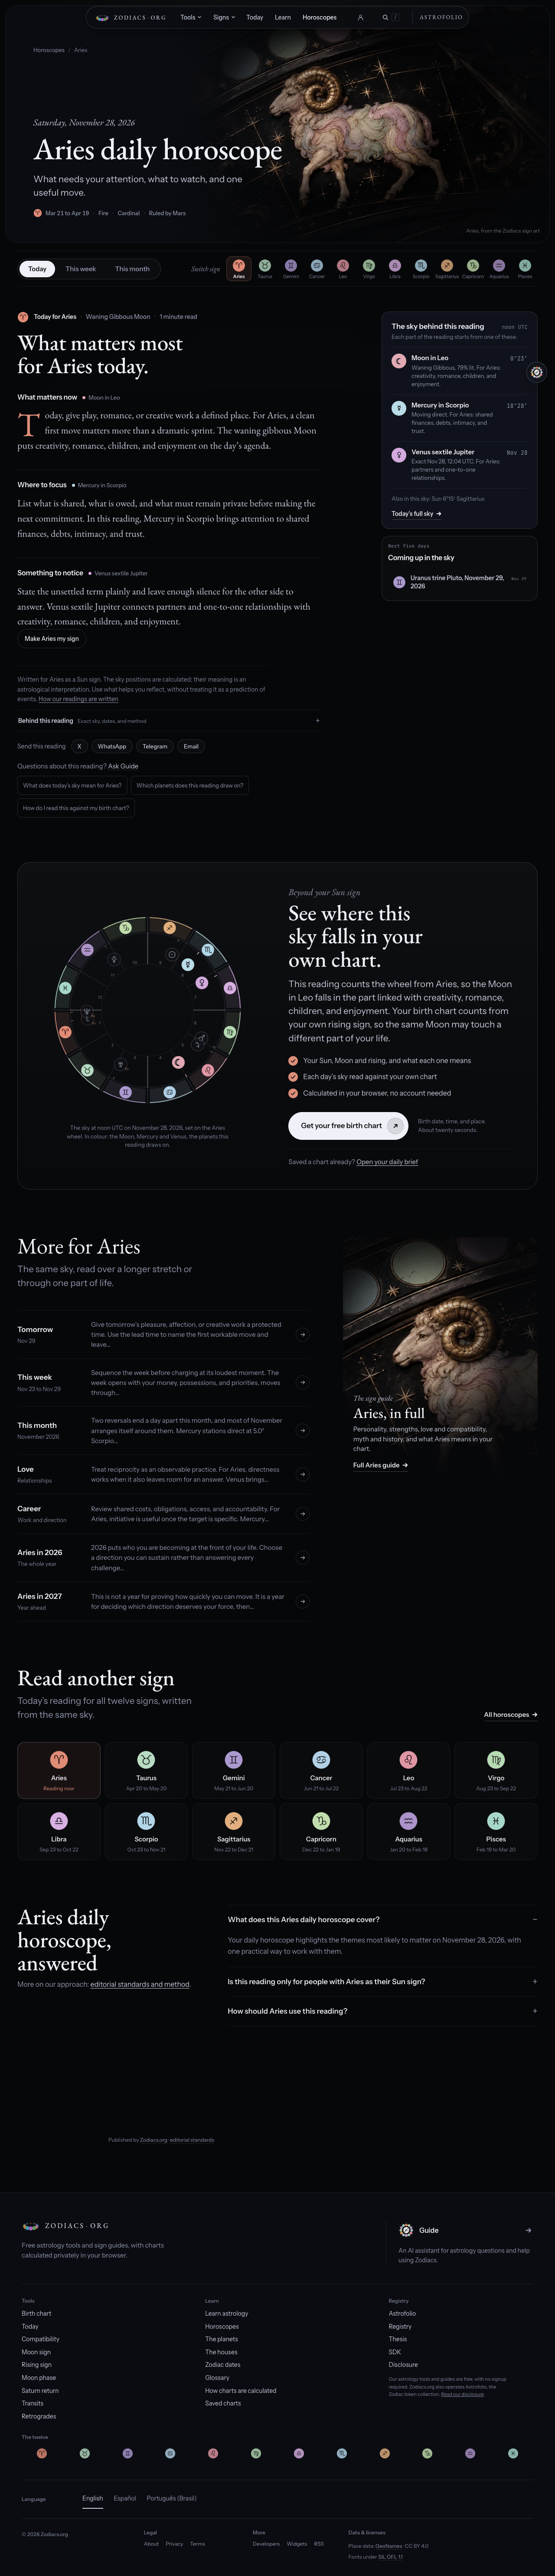 ZODIACS·ORG
Tools
Signs
Today
Learn
Horoscopes
/
ASTROFOLIO
Horoscopes / Aries
Saturday, November 28, 2026
Aries daily horoscope
What needs your attention, what to watch, and one
useful move.
Mar 21 to Apr 19 Fire Cardinal Ruled by Mars
Aries, from the Zodiacs sign art
Today This week This month
Switch sign
Aries Taurus Gemini Cancer Leo Virgo Libra Scorpio Sagittarius Capricorn Aquarius Pisces
Today for Aries Waning Gibbous Moon · 1 minute read
What matters most
for Aries today.
What matters now Moon in Leo
Today, give play, romance, or creative work a defined place. For Aries, a clean
first move matters more than a dramatic sprint. The waning gibbous Moon
puts creativity, romance, children, and enjoyment on the day's agenda.
Where to focus Mercury in Scorpio
List what is shared, what is owed, and what must remain private before making the
next commitment. In this reading, Mercury in Scorpio brings attention to shared
finances, debts, intimacy, and trust.
Something to notice Venus sextile Jupiter
State the unsettled term plainly and leave enough silence for the other side to
answer. Venus sextile Jupiter connects partners and one-to-one relationships with
creativity, romance, children, and enjoyment.
Make Aries my sign
Written for Aries as a Sun sign. The sky positions are calculated; their meaning is an
astrological interpretation. Use what helps you reflect, without treating it as a prediction of
events. How our readings are written
Behind this reading Exact sky, dates, and method
+
Send this reading X WhatsApp Telegram Email
Questions about this reading? Ask Guide
What does today's sky mean for Aries?
Which planets does this reading draw on?
How do I read this against my birth chart?
The sky behind this reading noon UTC
Each part of the reading starts from one of these.
Moon in Leo
Waning Gibbous, 79% lit. For Aries:
creativity, romance, children, and
enjoyment.
Mercury in Scorpio 18°28'
Moving direct. For Aries: shared
finances, debts, intimacy, and
trust.
Venus sextile Jupiter Nov 28
Exact Nov 28, 12:04 UTC. For Aries:
partners and one-to-one
relationships.
Also in this sky: Sun 6°15' Sagittarius
Today's full sky
Next five days
Coming up in the sky
Uranus trine Pluto, November 29,
2026
Nov 29
Beyond your Sun sign
See where this
sky falls in your
own chart.
This reading counts your houses from Aries, so the Moon
in Leo falls in the part linked with creativity, romance,
children, and enjoyment. Your birth chart counts from
your own rising sign, so the same Moon may touch a
different part of your life.
Your Sun, Moon and rising, and what each one means
Each day's sky read against your own chart
Calculated in your browser, no account needed
Get your free birth chart
Birth date, time, and place.
About twenty seconds.
Saved a chart already? Open your daily brief
The sky at noon UTC on November 28, 2026, set on the Aries
wheel. In colour: the Moon, Mercury and Venus, the planets this
reading draws on.
More for Aries
The same sky, read over a longer stretch or
through one part of life.
Tomorrow
Nov 29
Give tomorrow's pleasure, affection, or creative work a protected
time. Use the lead time to name the first workable move and
leave…
This week
Nov 23 to Nov 29
Sequence the week before charging at its loudest moment. The
week opens with your money, possessions, and priorities, moves
through…
This month
November 2026
Two reversals end a day apart this month, and most of November
arranges itself around them. Mercury stations direct at 5.0°
Scorpio…
Love
Relationships
Treat reciprocity as an observable practice. For Aries, directness
works when it also leaves room for an answer. Venus brings…
Career
Work and direction
Review shared costs, obligations, access, and accountability. For
Aries, initiative is useful once the target is specific. Mercury…
Aries in 2026
The whole year
2026 puts who you are becoming at the front of your life. Choose
a direction you can sustain rather than answering every
challenge…
Aries in 2027
Year ahead
This is not a year for proving how quickly you can move. It is a year
for deciding which direction deserves your force, then…
The sign guide
Aries, in full
Personality, strengths, love and compatibility,
myth and history, and what Aries means in your
chart.
Full Aries guide
Read another sign
Today's reading for all twelve signs, written
from the same sky.
All horoscopes
Aries
Reading now
Taurus
Apr 20 to May 20
Gemini
May 21 to Jun 20
Cancer
Jun 21 to Jul 22
Leo
Jul 23 to Aug 22
Virgo
Aug 23 to Sep 22
Libra
Sep 23 to Oct 22
Scorpio
Oct 23 to Nov 21
Sagittarius
Nov 22 to Dec 21
Capricorn
Dec 22 to Jan 19
Aquarius
Jan 20 to Feb 18
Pisces
Feb 19 to Mar 20
Aries daily
horoscope,
answered
More on our approach: editorial standards and method.
What does this Aries daily horoscope cover?
Your daily horoscope highlights the themes most likely to matter on November 28, 2026, with
one practical way to work with them.
Is this reading only for people with Aries as their Sun sign?
+
How should Aries use this reading?
+
Published by Zodiacs.org · editorial standards
ZODIACS·ORG
Free astrology tools and sign guides, with charts
calculated privately in your browser.
Guide
An AI assistant for astrology questions and help
using Zodiacs.
Tools
Birth chart
Today
Compatibility
Moon sign
Rising sign
Moon phase
Saturn return
Transits
Retrogrades
Learn
Learn astrology
Horoscopes
The planets
The houses
Zodiac dates
Glossary
How charts are calculated
Saved charts
Registry
Astrofolio
Registry
Thesis
SDK
Disclosure
Our astrology tools and guides are free, with no signup
required. Zodiacs.org also operates Astrofolio, the
Zodiac token collection. Read our disclosure.
The twelve
Language English Español Português (Brasil)
© 2026 Zodiacs.org
Legal
About Privacy Terms
More
Developers Widgets RSS
Data & licenses
Place data: GeoNames · CC BY 4.0
Fonts under SIL OFL 1.1